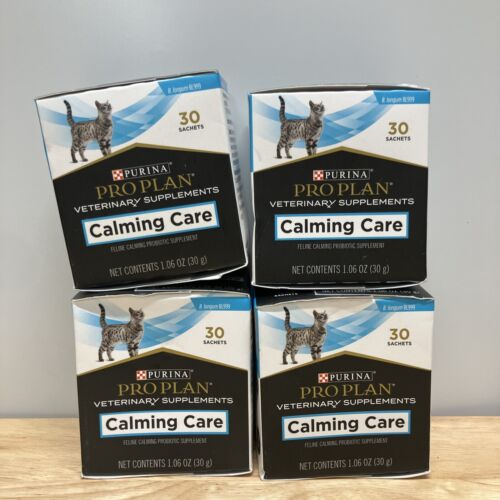 B. longum BL999
30
SACHETS
PURINA
PRO PLAN®
VETERINARY SUPPLEMENTS
Calming Care
FELINE CALMING PROBIOTIC SUPPLEMENT
NET CONTENTS 1.06 OZ (30 g)
B. longum BL999
30
SACHETS
PURINA
PRO PLAN®
VETERINARY SUPPLEMENTS
Calming Care
FELINE CALMING PROBIOTIC SUPPLEMENT
NET CONTENTS 1.06 OZ (30 g)
B. longum BL999
30
SACHETS
PURINA
PRO PLAN®
VETERINARY SUPPLEMENTS
Calming Care
FELINE CALMING PROBIOTIC SUPPLEMENT
NET CONTENTS 1.06 OZ (30 g)
B. longum BL999
30
SACHETS
PURINA
PRO PLAN®
VETERINARY SUPPLEMENTS
Calming Care
FELINE CALMING PROBIOTIC SUPPLEMENT
NET CONTENTS 1.06 OZ (30 g)